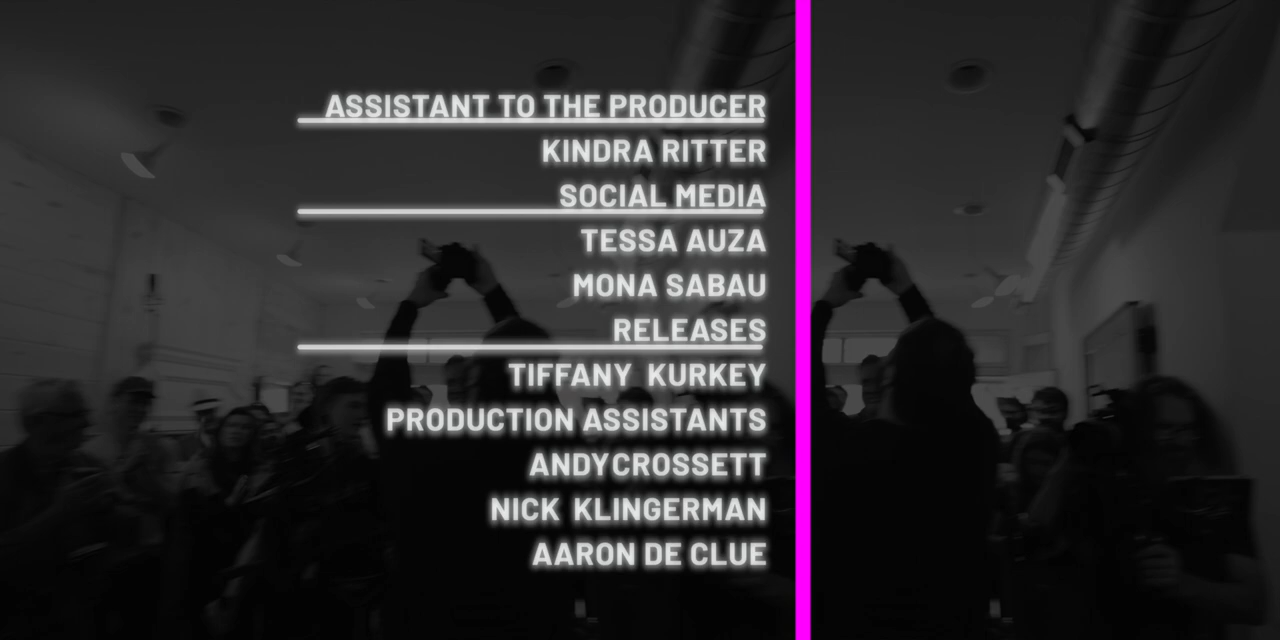 ASSISTANT TO THE PRODUCER
KINDRA RITTER
SOCIAL MEDIA
TESSA AUZA
MONA SABAU
RELEASES
TIFFANY KURKEY
PRODUCTION ASSISTANTS
ANDYCROSSETT
NICK KLINGERMAN
AARON DE CLUE